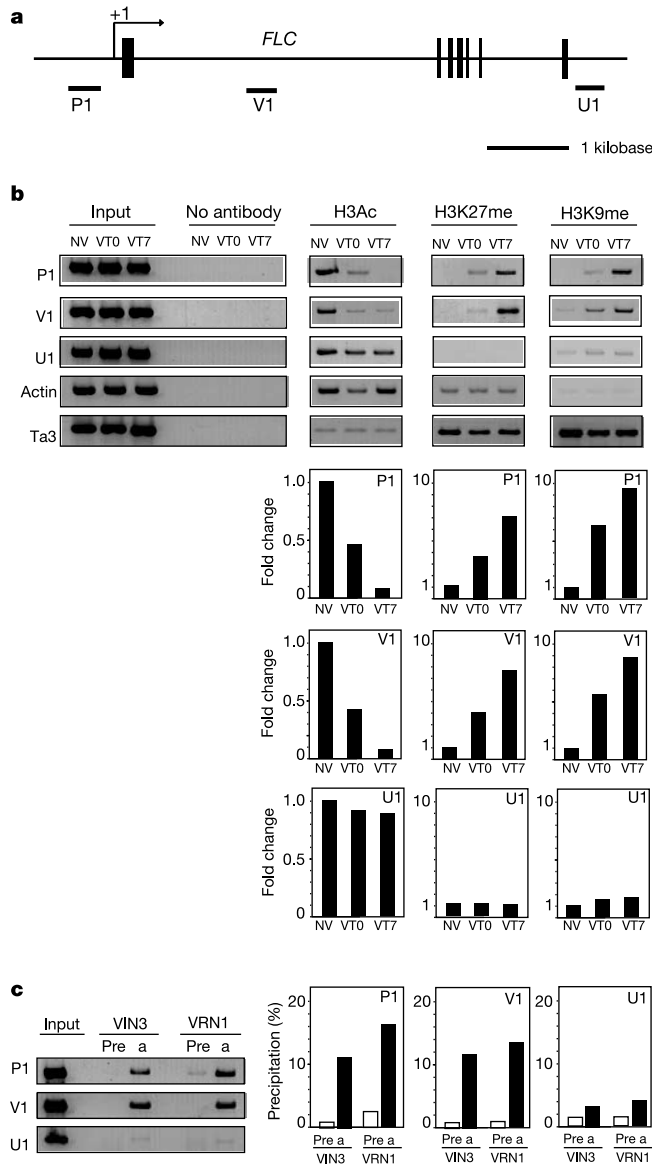 a
+1
FLC
P1
V1
U1
1 kilobase
b
Input No antibody H3Ac H3K27me H3K9me
NV VT0 VT7 NV VT0 VT7 NV VT0 VT7 NV VT0 VT7 NV VT0 VT7
P1
V1
U1
Actin
Ta3
Fold change 1.0 0.5 0 P1 10 1 P1 10 1 P1
NV VT0 VT7 NV VT0 VT7 NV VT0 VT7
Fold change 1.0 0.5 0 V1 10 1 V1 10 1 V1
NV VT0 VT7 NV VT0 VT7 NV VT0 VT7
Fold change 1.0 0.5 0 U1 10 1 U1 10 1 U1
NV VT0 VT7 NV VT0 VT7 NV VT0 VT7
c
Input VIN3 VRN1
Pre a Pre a
P1
V1
U1
Precipitation (%) 20 10 0 P1 20 10 0 V1 20 10 0 U1
Pre a Pre a Pre a Pre a Pre a Pre a
VIN3 VRN1 VIN3 VRN1 VIN3 VRN1